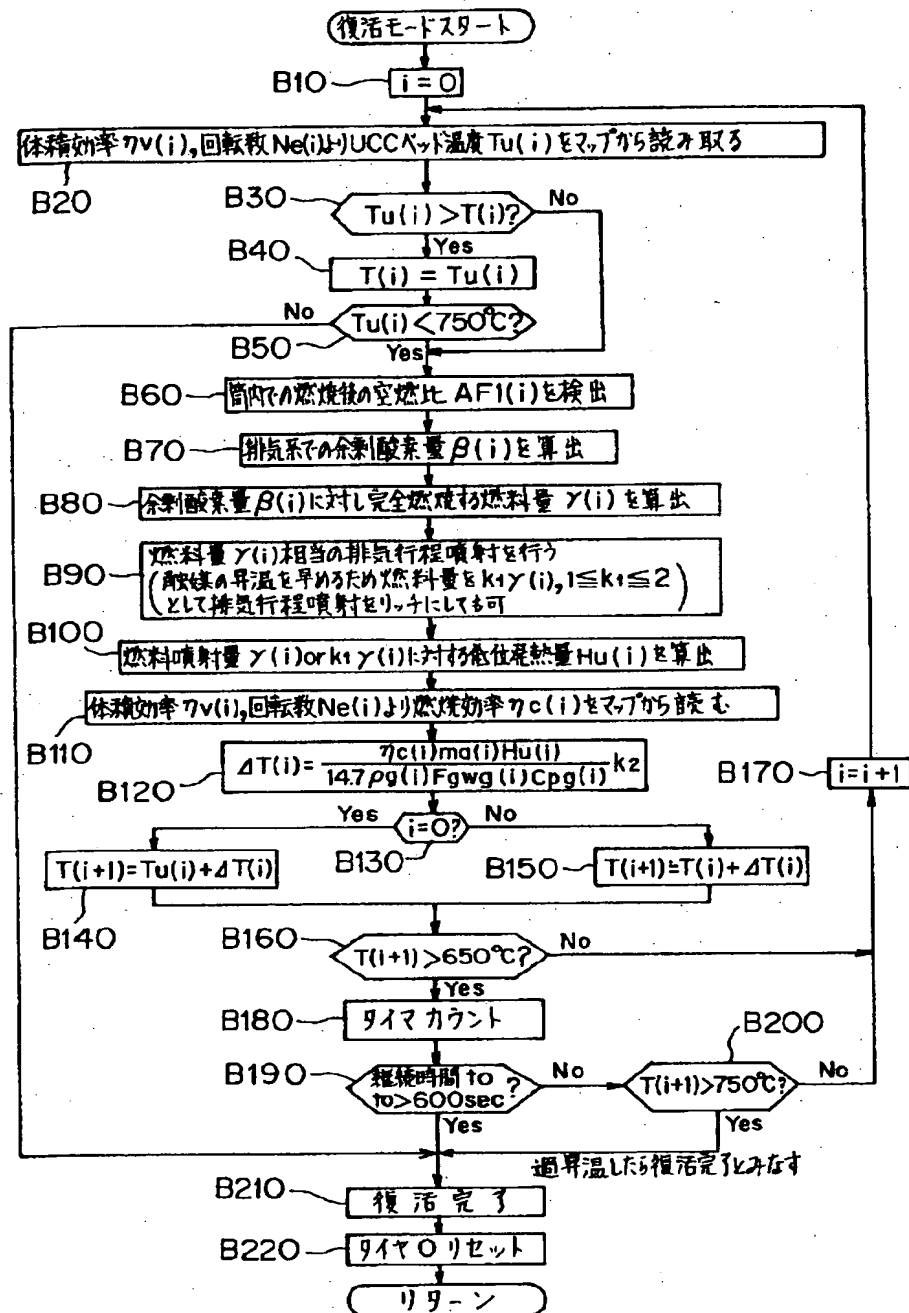 復活モードスタート
B10
i=0
体積効率ηv(i),回転数Ne(i)よりUCCベッド温度Tu(i)をマップから読み取る
B20
B30
Tu(i)>T(i)?
No
Yes
B40
T(i)=Tu(i)
No
Tu(i)<750℃?
B50
Yes
B60
筒内での燃焼後の空燃比AF1(i)を検出
B70
排気系での余剰酸素量β(i)を算出
B80
余剰酸素量β(i)に対し完全燃焼する燃料量γ(i)を算出
B90
燃料量γ(i)相当の排気行程噴射を行う
(触媒の昇温を早めるため燃料量をk1γ(i),1≦k1≦2
として排気行程噴射をリッチにしても可)
B100
燃料噴射量γ(i)or k1γ(i)に対する低位発熱量Hu(i)を算出
体積効率ηv(i),回転数Ne(i)より燃焼効率ηc(i)をマップから読む
B110
ΔT(i)=ηc(i)ma(i)Hu(i)/14.7ρg(i)Fgwg(i)Cpg(i) k2
B120
B170
i=i+1
Yes
i=0?
No
B130
T(i+1)=Tu(i)+ΔT(i)
B140
B150
T(i+1)=T(i)+ΔT(i)
B160
T(i+1)>650℃?
No
Yes
B180
タイマカウント
B190
継続時間to
to>600sec?
No
B200
T(i+1)>750℃?
No
Yes
Yes
過昇温したら復活完了とみなす
B210
復活完了
B220
タイヤ0リセット
リターン